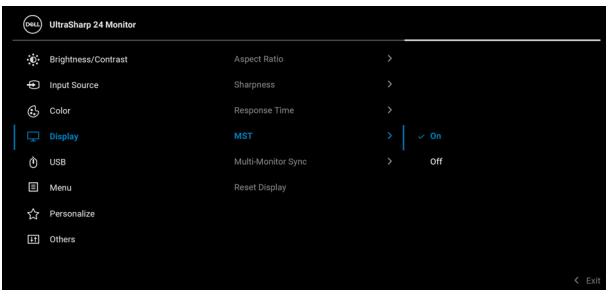 DELL UltraSharp 24 Monitor
Brightness/Contrast
Aspect Ratio
Input Source
Sharpness
Color
Response Time
Display
MST
On
USB
Multi-Monitor Sync
Off
Menu
Reset Display
Personalize
Others
Exit